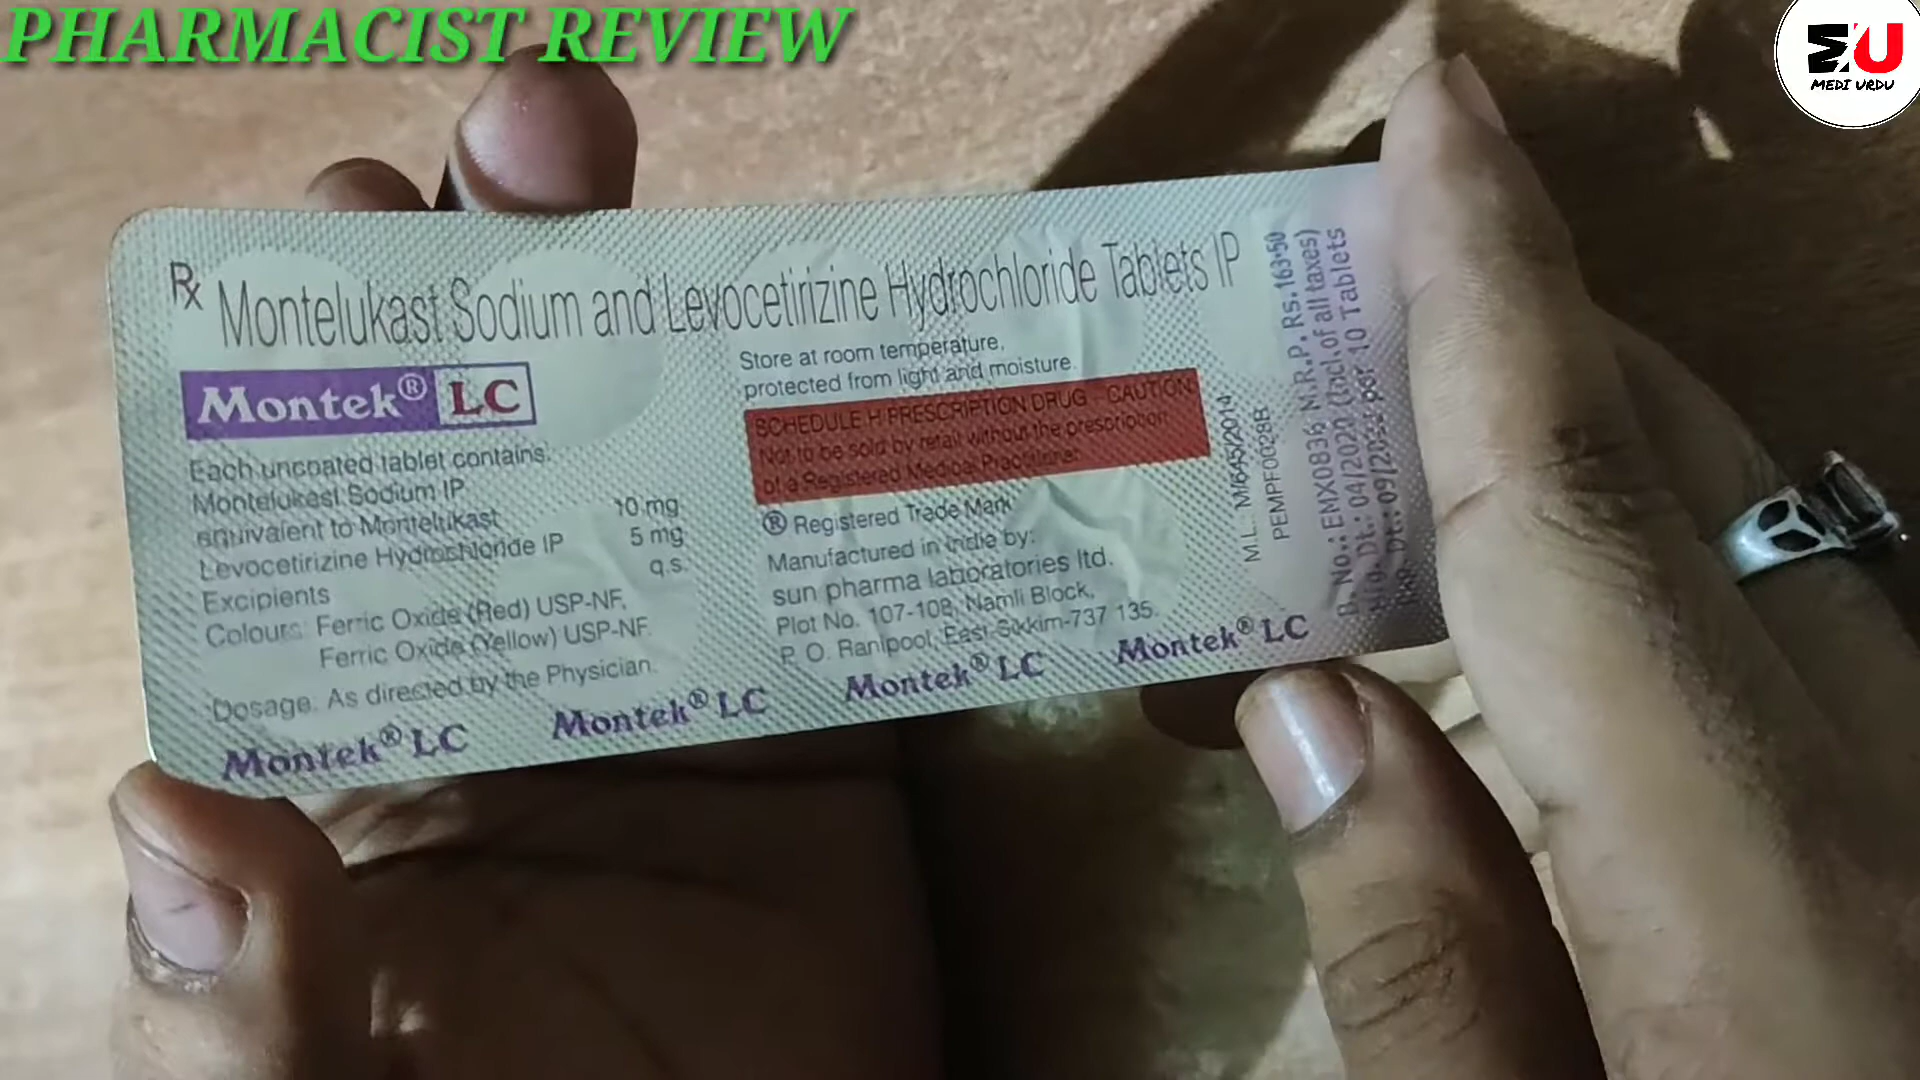 PHARMACIST REVIEW
MU
MEDI URDU
Rx Montelukast Sodium and Levocetirizine Hydrochloride Tablets IP
Montek® LC
Each uncoated tablet contains:
Montelukast Sodium IP
equivalent to Montelukast 10 mg
Levocetirizine Hydrochloride IP 5 mg
Excipients q.s.
Colours: Ferric Oxide (Red) USP-NF,
Ferric Oxide (Yellow) USP-NF.
Dosage: As directed by the Physician.
Store at room temperature,
protected from light and moisture.
SCHEDULE H PRESCRIPTION DRUG - CAUTION
Not to be sold by retail without the prescription
of a Registered Medical Practitioner
® Registered Trade Mark
Manufactured in India by:
sun pharma laboratories ltd.
Plot No. 107-108, Namli Block,
P. O. Ranipool, East-Sikkim-737 135.
Montek® LC Montek® LC Montek® LC Montek® LC
M.L.: M/645/2014
PEMPF0028B
B. No.: EMX0836 M.R.P. Rs.163.50
Dt.: 04/2020 (Incl.of all taxes)
Dt.: per 10 Tablets